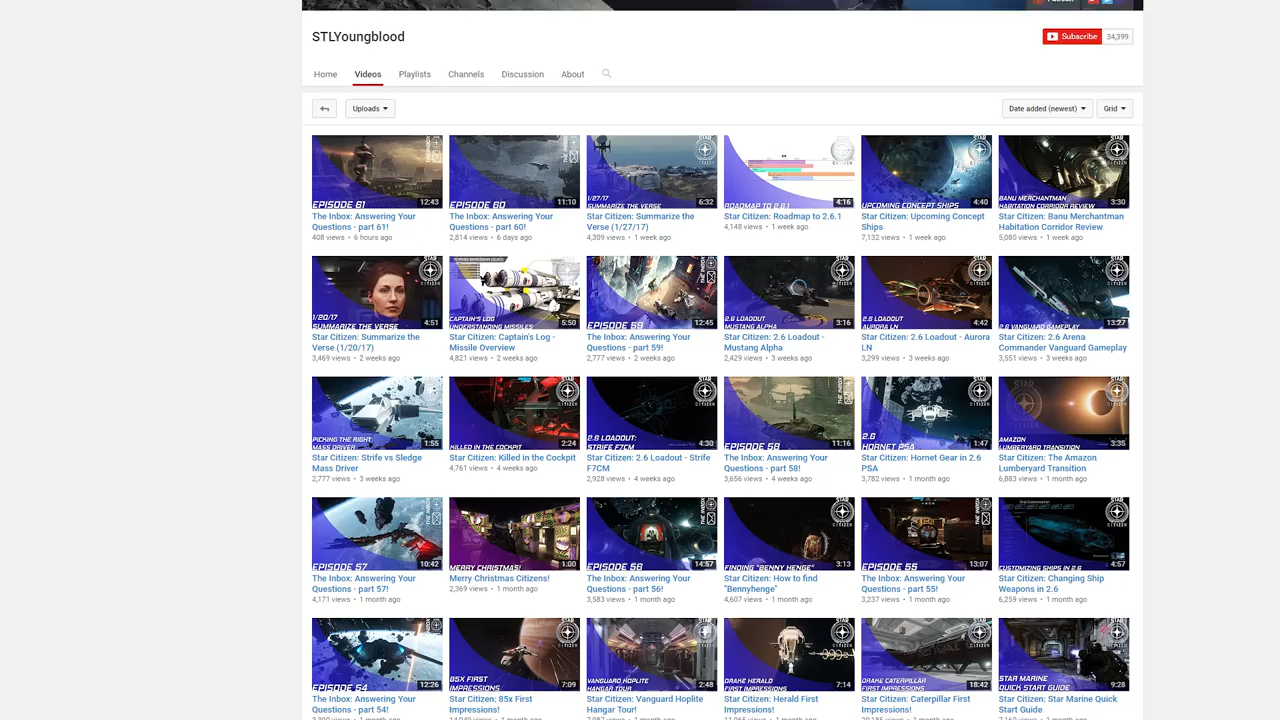 STLYoungblood
Subscribe 34,399
Home Videos Playlists Channels Discussion About
Uploads Date added (newest) Grid
EPISODE 61 12:43
The Inbox: Answering Your
Questions - part 61!
408 views • 6 hours ago
EPISODE 60 11:10
The Inbox: Answering Your
Questions - part 60!
2,814 views • 6 days ago
1/27/17
SUMMARIZE THE VERSE 6:32
Star Citizen: Summarize the
Verse (1/27/17)
4,309 views • 1 week ago
ROADMAP TO 2.6.1 4:16
Star Citizen: Roadmap to 2.6.1
4,148 views • 1 week ago
UPCOMING CONCEPT SHIPS 4:40
Star Citizen: Upcoming Concept
Ships
7,132 views • 1 week ago
BANU MERCHANTMAN
HABITATION CORRIDOR REVIEW 3:30
Star Citizen: Banu Merchantman
Habitation Corridor Review
5,080 views • 1 week ago
1/20/17
SUMMARIZE THE VERSE 4:51
Star Citizen: Summarize the
Verse (1/20/17)
3,469 views • 2 weeks ago
CAPTAIN'S LOG
UNDERSTANDING MISSILES 5:50
Star Citizen: Captain's Log -
Missile Overview
4,821 views • 2 weeks ago
EPISODE 59 12:45
The Inbox: Answering Your
Questions - part 59!
2,777 views • 2 weeks ago
2.6 LOADOUT
MUSTANG ALPHA 3:16
Star Citizen: 2.6 Loadout -
Mustang Alpha
2,429 views • 3 weeks ago
2.6 LOADOUT
AURORA LN 4:42
Star Citizen: 2.6 Loadout - Aurora
LN
3,299 views • 3 weeks ago
2.6 VANGUARD GAMEPLAY 13:27
Star Citizen: 2.6 Arena
Commander Vanguard Gameplay
3,551 views • 3 weeks ago
PICKING THE RIGHT
MASS DRIVER 1:55
Star Citizen: Strife vs Sledge
Mass Driver
2,777 views • 3 weeks ago
KILLED IN THE COCKPIT 2:24
Star Citizen: Killed in the Cockpit
4,761 views • 4 weeks ago
2.6 LOADOUT:
STRIFE F7CM 4:30
Star Citizen: 2.6 Loadout - Strife
F7CM
2,928 views • 4 weeks ago
EPISODE 58 11:16
The Inbox: Answering Your
Questions - part 58!
3,656 views • 4 weeks ago
2.6
HORNET PSA 1:47
Star Citizen: Hornet Gear in 2.6
PSA
3,782 views • 1 month ago
AMAZON
LUMBERYARD TRANSITION 3:35
Star Citizen: The Amazon
Lumberyard Transition
6,883 views • 1 month ago
EPISODE 57 10:42
The Inbox: Answering Your
Questions - part 57!
4,171 views • 1 month ago
MERRY CHRISTMAS! 1:00
Merry Christmas Citizens!
2,369 views • 1 month ago
EPISODE 56 14:57
The Inbox: Answering Your
Questions - part 56!
3,583 views • 1 month ago
FINDING "BENNY HENGE" 3:13
Star Citizen: How to find
"Bennyhenge"
4,607 views • 1 month ago
EPISODE 55 13:07
The Inbox: Answering Your
Questions - part 55!
3,237 views • 1 month ago
CUSTOMIZING SHIPS IN 2.6 4:57
Star Citizen: Changing Ship
Weapons in 2.6
6,259 views • 1 month ago
EPISODE 54 12:26
The Inbox: Answering Your
Questions - part 54!
85X FIRST
IMPRESSIONS 7:09
Star Citizen: 85x First
Impressions!
VANGUARD HOPLITE
HANGAR TOUR 2:48
Star Citizen: Vanguard Hoplite
Hangar Tour!
DRAKE HERALD
FIRST IMPRESSIONS 7:14
Star Citizen: Herald First
Impressions!
DRAKE CATERPILLAR
FIRST IMPRESSIONS 18:42
Star Citizen: Caterpillar First
Impressions!
STAR MARINE
QUICK START GUIDE 9:28
Star Citizen: Star Marine Quick
Start Guide